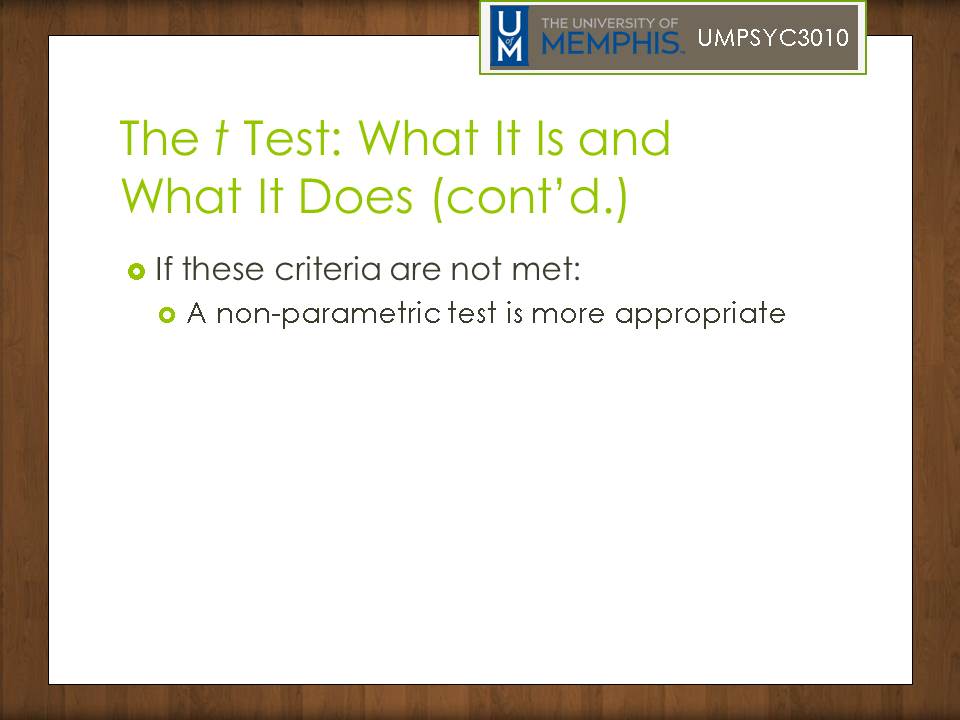 U
of
M
THE UNIVERSITY OF
MEMPHIS™
UMPSYC3010
The t Test: What It Is and
What It Does (cont’d.)
If these criteria are not met:
A non-parametric test is more appropriate